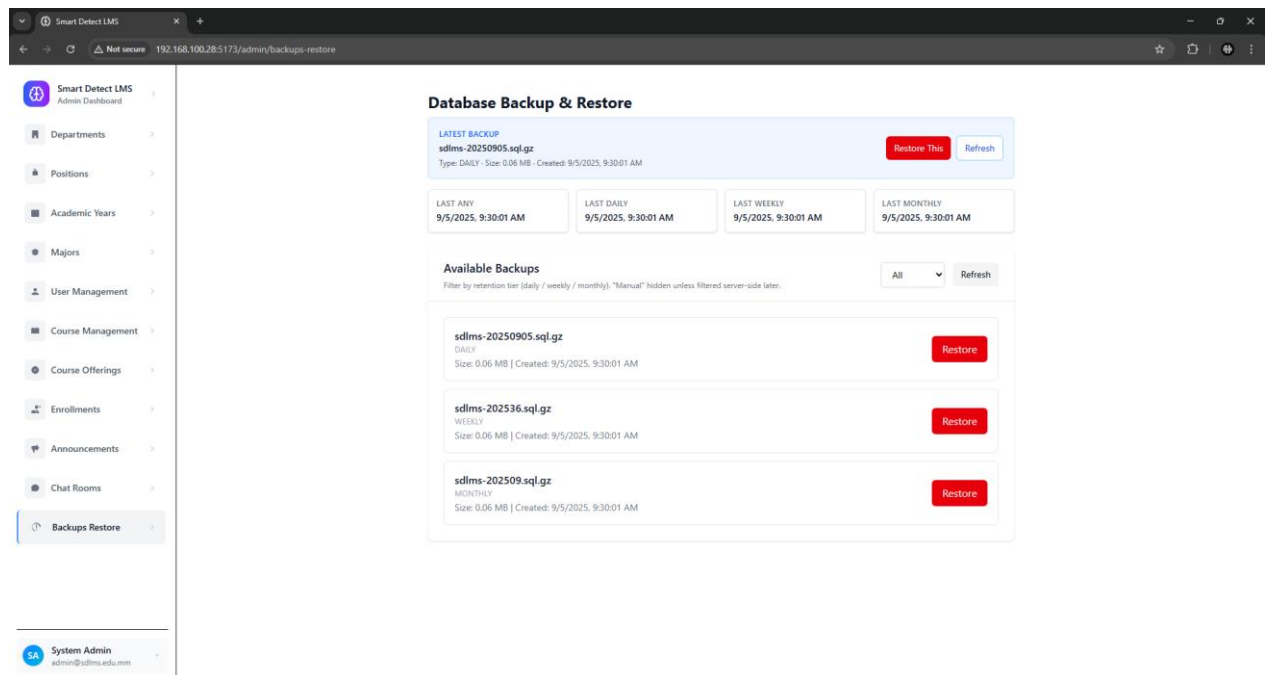 Smart Detect LMS
Not secure 192.168.100.28:5173/admin/backups-restore
Smart Detect LMS
Admin Dashboard
Departments
Positions
Academic Years
Majors
User Management
Course Management
Course Offerings
Enrollments
Announcements
Chat Rooms
Backups Restore
SA
System Admin
admin@sdlms.edu.mm
Database Backup & Restore
LATEST BACKUP
sdlms-20250905.sql.gz
Type: DAILY · Size: 0.06 MB · Created: 9/5/2025, 9:30:01 AM
Restore This Refresh
LAST ANY
9/5/2025, 9:30:01 AM
LAST DAILY
9/5/2025, 9:30:01 AM
LAST WEEKLY
9/5/2025, 9:30:01 AM
LAST MONTHLY
9/5/2025, 9:30:01 AM
Available Backups
Filter by retention tier (daily / weekly / monthly). "Manual" hidden unless filtered server-side later.
All Refresh
sdlms-20250905.sql.gz
DAILY
Size: 0.06 MB | Created: 9/5/2025, 9:30:01 AM
Restore
sdlms-202536.sql.gz
WEEKLY
Size: 0.06 MB | Created: 9/5/2025, 9:30:01 AM
Restore
sdlms-202509.sql.gz
MONTHLY
Size: 0.06 MB | Created: 9/5/2025, 9:30:01 AM
Restore